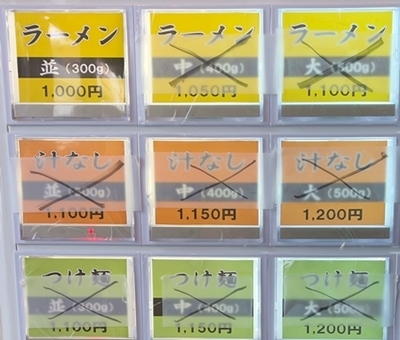 ラーメン
並(300g)
1,000円
ラーメン
中(400g)
1,050円
ラーメン
大(500g)
1,100円
汁なし
並(300g)
1,100円
汁なし
中(400g)
1,150円
汁なし
大(500g)
1,200円
つけ麺
並(300g)
1,100円
つけ麺
中(400g)
1,150円
つけ麺
大(500g)
1,200円